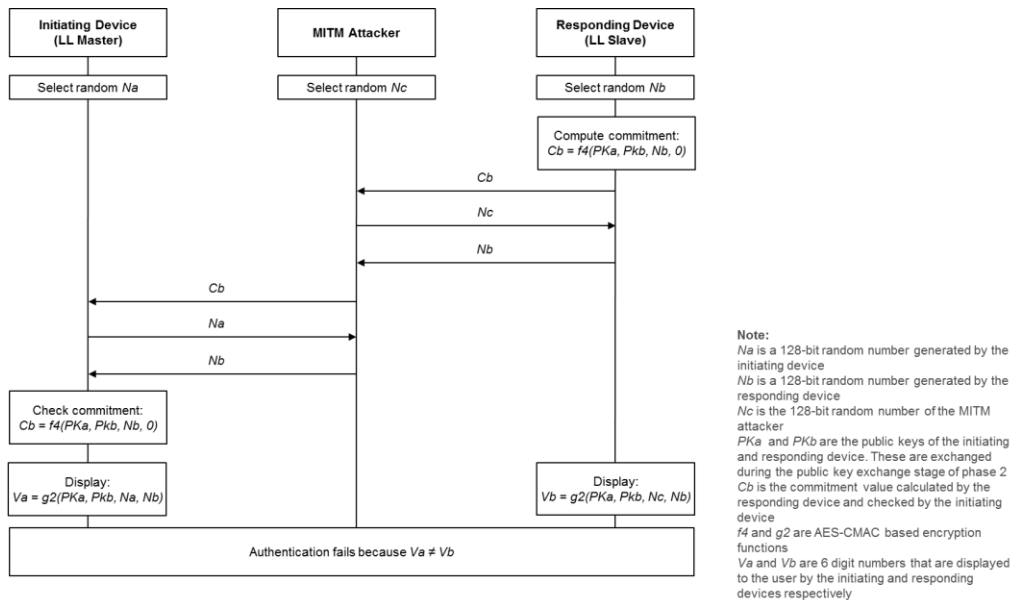 Initiating Device
(LL Master)
MITM Attacker
Responding Device
(LL Slave)
Select random Na
Select random Nc
Select random Nb
Compute commitment:
Cb = f4(PKa, Pkb, Nb, 0)
Cb
Nc
Nb
Cb
Na
Nb
Check commitment:
Cb = f4(PKa, Pkb, Nb, 0)
Display:
Va = g2(PKa, Pkb, Na, Nb)
Display:
Vb = g2(PKa, Pkb, Nc, Nb)
Authentication fails because Va ≠ Vb
Note:
Na is a 128-bit random number generated by the
initiating device
Nb is a 128-bit random number generated by the
responding device
Nc is the 128-bit random number of the MITM
attacker
PKa and PKb are the public keys of the initiating
and responding device. These are exchanged
during the public key exchange stage of phase 2
Cb is the commitment value calculated by the
responding device and checked by the initiating
device
f4 and g2 are AES-CMAC based encryption
functions
Va and Vb are 6 digit numbers that are displayed
to the user by the initiating and responding
devices respectively